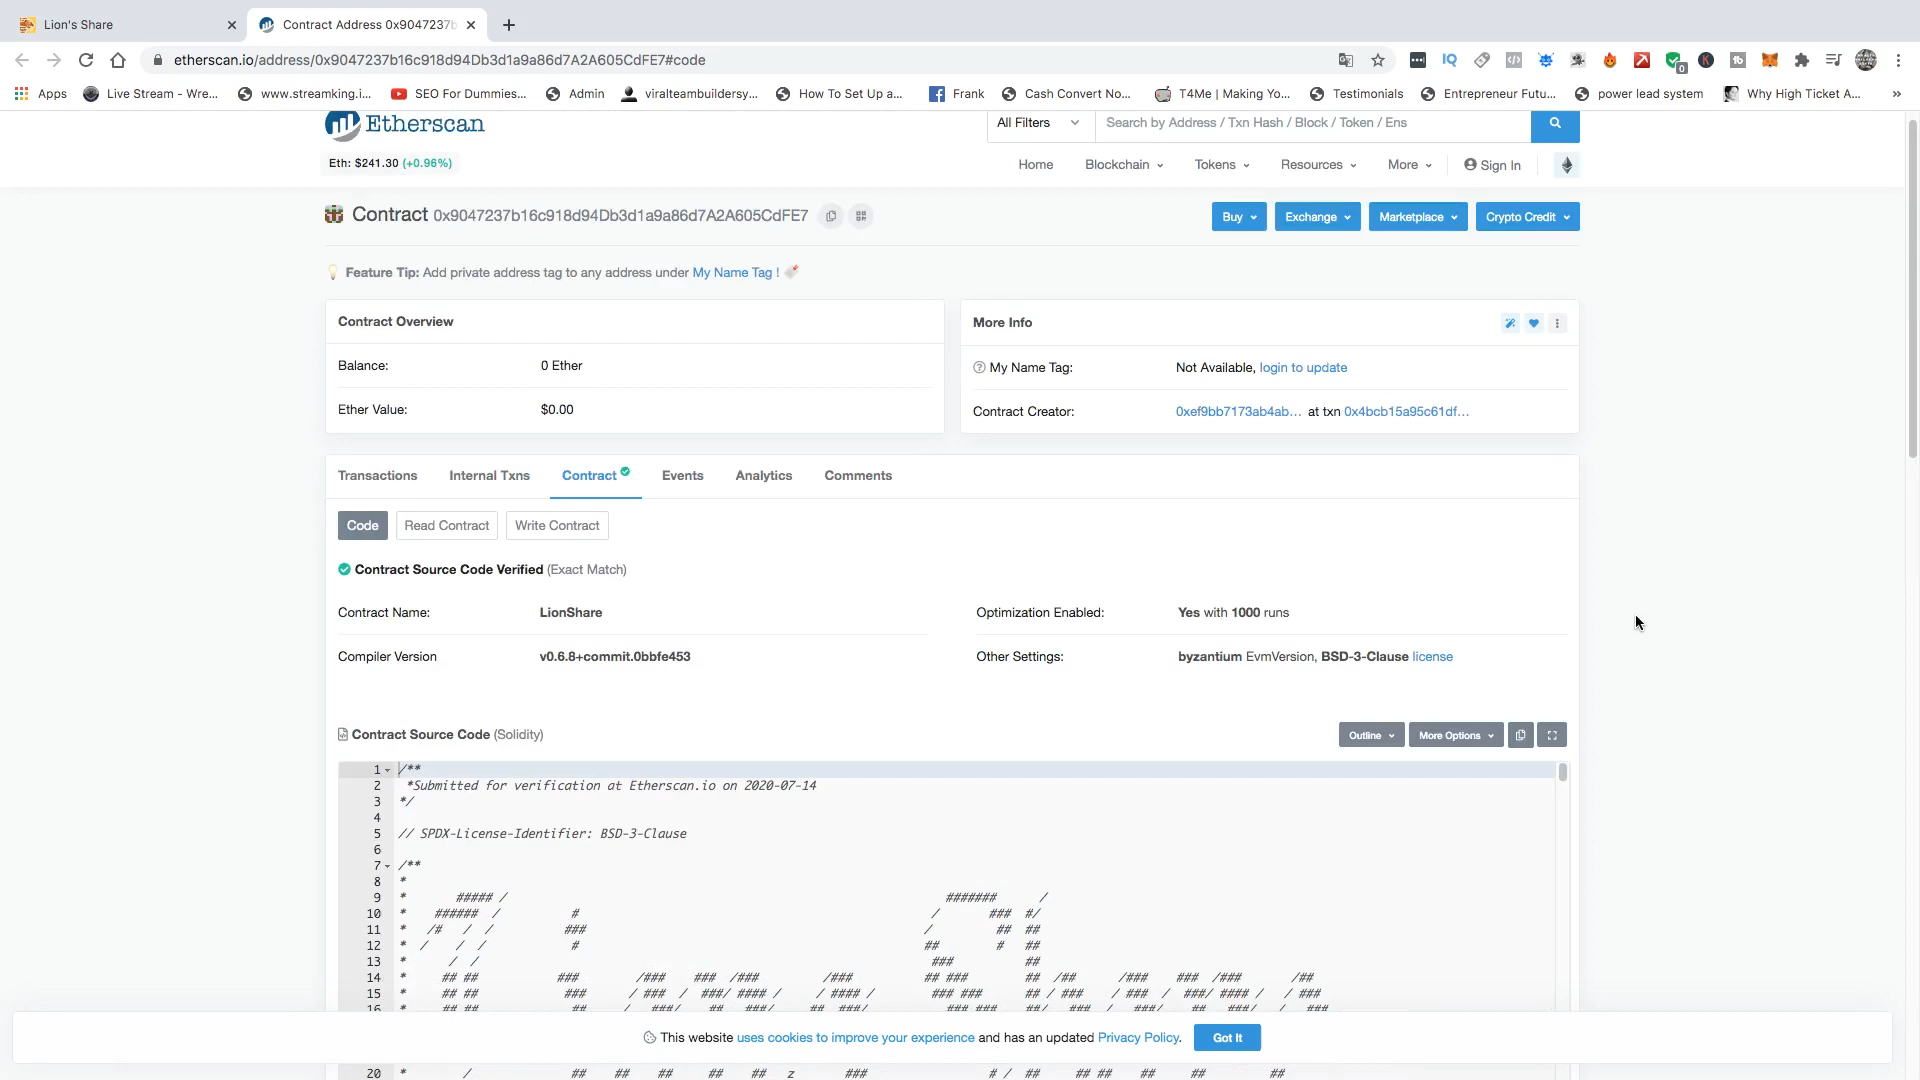 Lion's Share
Contract Address 0x9047237b
etherscan.io/address/0x9047237b16c918d94Db3d1a9a86d7A2A605CdFE7#code
Apps
Live Stream - Wre...
www.streamking.i...
SEO For Dummies...
Admin
viralteambuildersy...
How To Set Up a...
Frank
Cash Convert No...
T4Me | Making Yo...
Testimonials
Entrepreneur Futu...
power lead system
Why High Ticket A...
Etherscan
All Filters
Search by Address / Txn Hash / Block / Token / Ens
Eth: $241.30 (+0.96%)
Home Blockchain Tokens Resources More Sign In
Contract 0x9047237b16c918d94Db3d1a9a86d7A2A605CdFE7
Buy Exchange Marketplace Crypto Credit
Feature Tip: Add private address tag to any address under My Name Tag !
Contract Overview
Balance: 0 Ether
Ether Value: $0.00
More Info
My Name Tag: Not Available, login to update
Contract Creator: 0xef9bb7173ab4ab... at txn 0x4bcb15a95c61df...
Transactions Internal Txns Contract Events Analytics Comments
Code Read Contract Write Contract
Contract Source Code Verified (Exact Match)
Contract Name: LionShare
Optimization Enabled: Yes with 1000 runs
Compiler Version v0.6.8+commit.0bbfe453
Other Settings: byzantium EvmVersion, BSD-3-Clause license
Contract Source Code (Solidity)
Outline More Options
1 /**
2 *Submitted for verification at Etherscan.io on 2020-07-14
3 */
4
5 // SPDX-License-Identifier: BSD-3-Clause
6
7 /**
8 *
9 * ##### / ####### /
10 * ###### / # / ### #/
11 * /# / / ### / ## ##
12 * / / / # ## # ##
13 * / / ### ##
14 * ## ## ### /### ### /### /### ## ### ## /## /### ### /### /##
15 * ## ## ### / ### / ###/ #### / / #### / ### ### ## / ### / ### / ###/ #### / / ###
This website uses cookies to improve your experience and has an updated Privacy Policy.
Got It
20 * / ## ## ## ## ## z ### # / ## ## ## ## ## ##